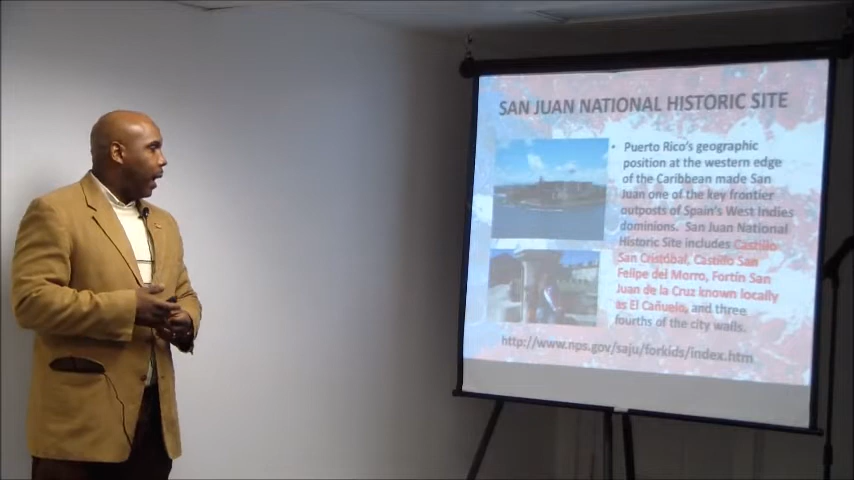 SAN JUAN NATIONAL HISTORIC SITE
• Puerto Rico's geographic
position at the western edge
of the Caribbean made San
Juan one of the key frontier
outposts of Spain's West Indies
dominions. San Juan National
Historic Site includes Castillo
San Cristóbal, Castillo San
Felipe del Morro, Fortín San
Juan de la Cruz known locally
as El Cañuelo, and three
fourths of the old city wall.
http://www.nps.gov/saju/forkids/index.htm